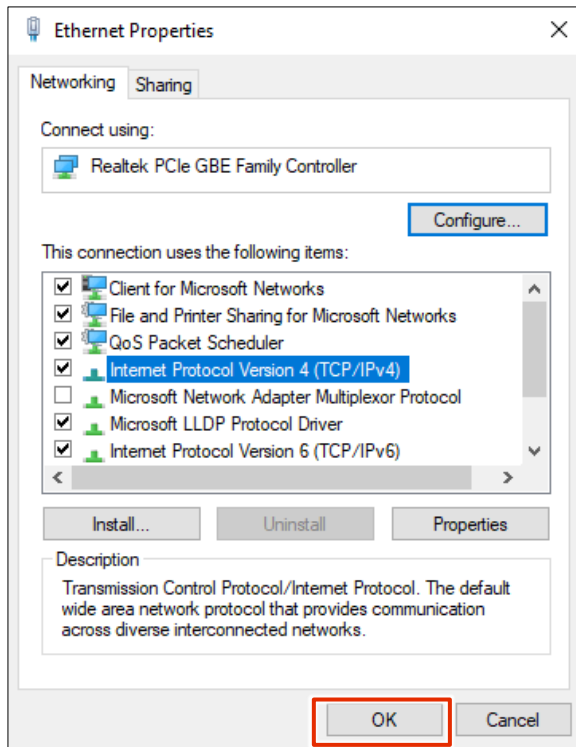 Ethernet Properties
Networking
Sharing
Connect using:
Realtek PCIe GBE Family Controller
Configure...
This connection uses the following items:
Client for Microsoft Networks
File and Printer Sharing for Microsoft Networks
QoS Packet Scheduler
Internet Protocol Version 4 (TCP/IPv4)
Microsoft Network Adapter Multiplexor Protocol
Microsoft LLDP Protocol Driver
Internet Protocol Version 6 (TCP/IPv6)
Install...
Uninstall
Properties
Description
Transmission Control Protocol/Internet Protocol. The default
wide area network protocol that provides communication
across diverse interconnected networks.
OK
Cancel